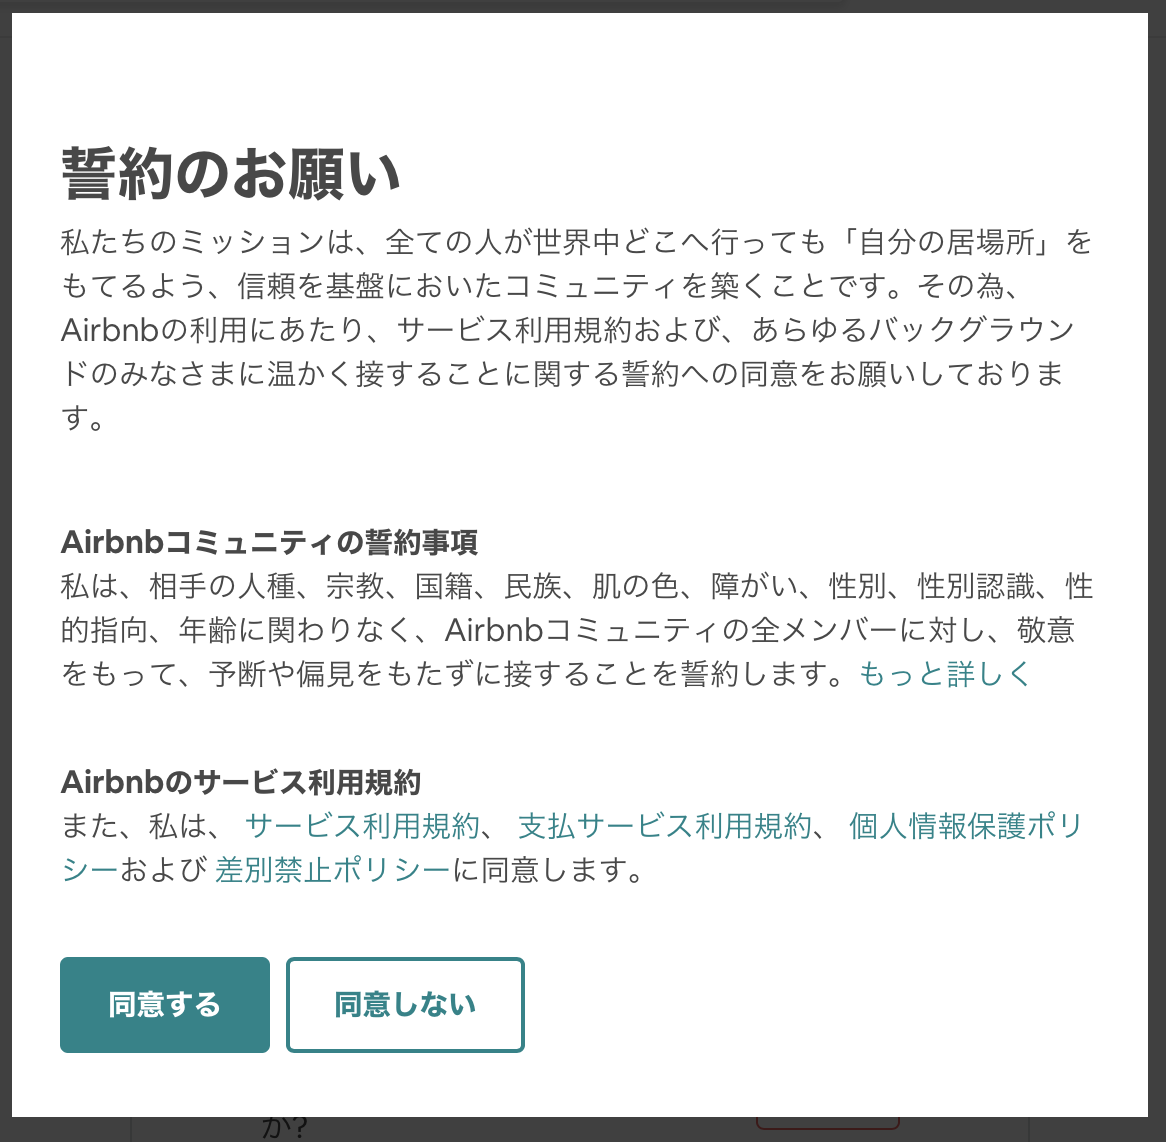 誓約のお願い
私たちのミッションは、全ての人が世界中どこへ行っても「自分の居場所」を
もてるよう、信頼を基盤においたコミュニティを築くことです。その為、
Airbnbの利用にあたり、サービス利用規約および、あらゆるバックグラウン
ドのみなさまに温かく接することに関する誓約への同意をお願いしておりま
す。
Airbnbコミュニティの誓約事項
私は、相手の人種、宗教、国籍、民族、肌の色、障がい、性別、性別認識、性
的指向、年齢に関わりなく、Airbnbコミュニティの全メンバーに対し、敬意
をもって、予断や偏見をもたずに接することを誓約します。もっと詳しく
Airbnbのサービス利用規約
また、私は、 サービス利用規約、 支払サービス利用規約、 個人情報保護ポリ
シーおよび 差別禁止ポリシーに同意します。
同意する 同意しない
か?